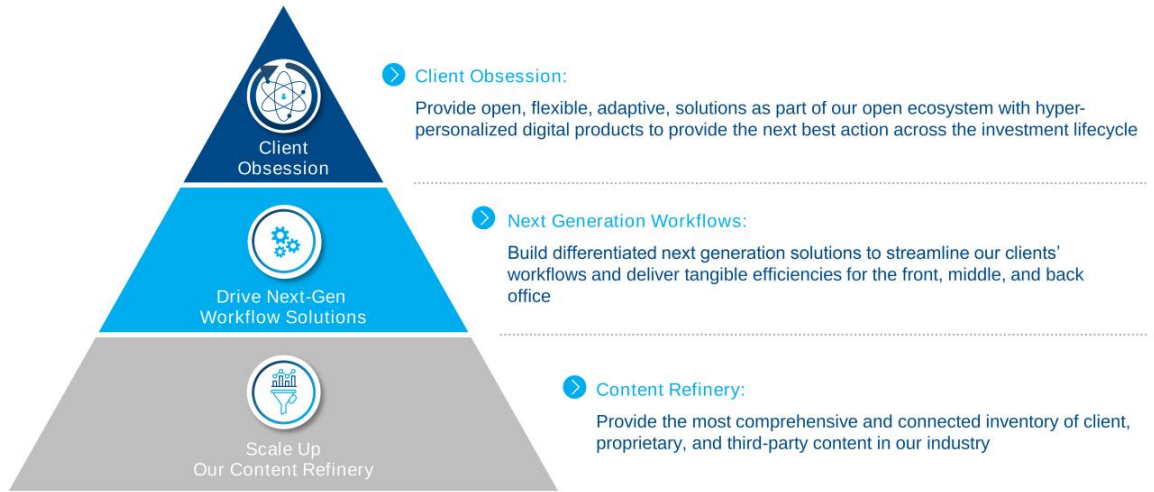 Client
Obsession
Client Obsession:
Provide open, flexible, adaptive, solutions as part of our open ecosystem with hyper-
personalized digital products to provide the next best action across the investment lifecycle
Drive Next-Gen
Workflow Solutions
Next Generation Workflows:
Build differentiated next generation solutions to streamline our clients’
workflows and deliver tangible efficiencies for the front, middle, and back
office
Scale Up
Our Content Refinery
Content Refinery:
Provide the most comprehensive and connected inventory of client,
proprietary, and third-party content in our industry